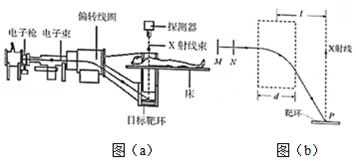 探测器
电子枪 电子束 偏转线圈
X射线束
床
目标靶环
图（a）
l
X射线
M N
d
靶环
P
图（b）